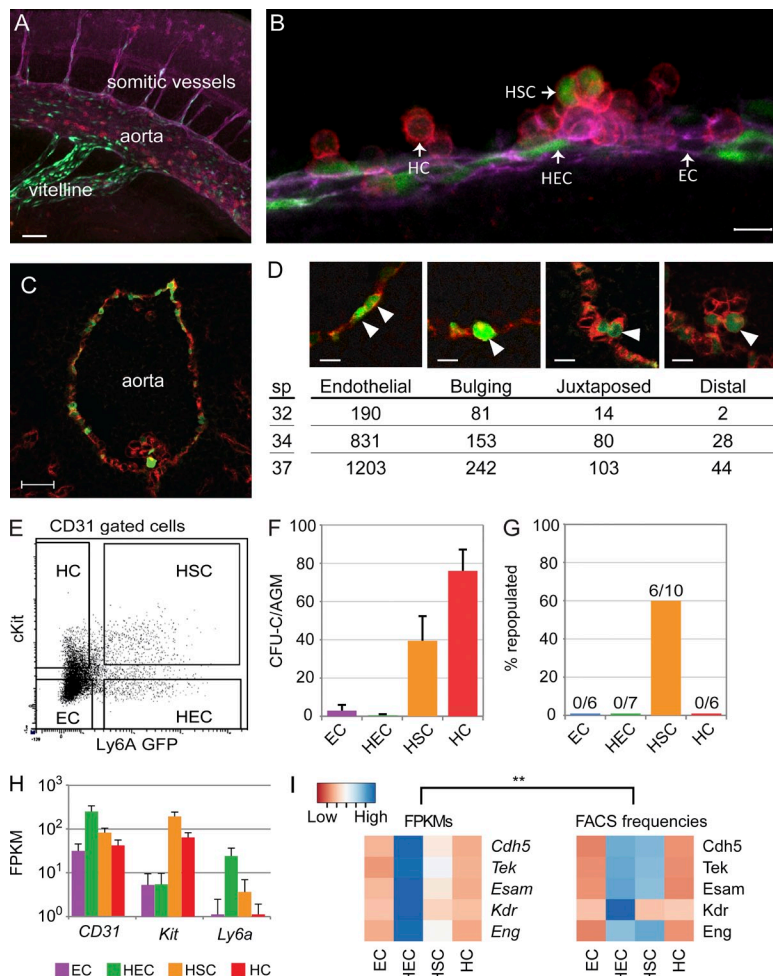 A
somitic vessels
aorta
vitelline
B
HSC
HC
HEC
EC
C
aorta
D
sp Endothelial Bulging Juxtaposed Distal
32 190 81 14 2
34 831 153 80 28
37 1203 242 103 44
E
CD31 gated cells
HC HSC
EC HEC
cKit
Ly6A GFP
F
CFU-C/AGM
100
80
60
40
20
0
EC HEC HSC HC
G
% repopulated
100
80
60
40
20
0
0/6 0/7 6/10 0/6
EC HEC HSC HC
H
FPKM
10³
10²
10¹
10⁰
CD31 Kit Ly6a
EC HEC HSC HC
I
Low High
**
FPKMs
FACS frequencies
Cdh5 Cdh5
Tek Tek
Esam Esam
Kdr Kdr
Eng Eng
EC HEC HSC HC
EC HEC HSC HC